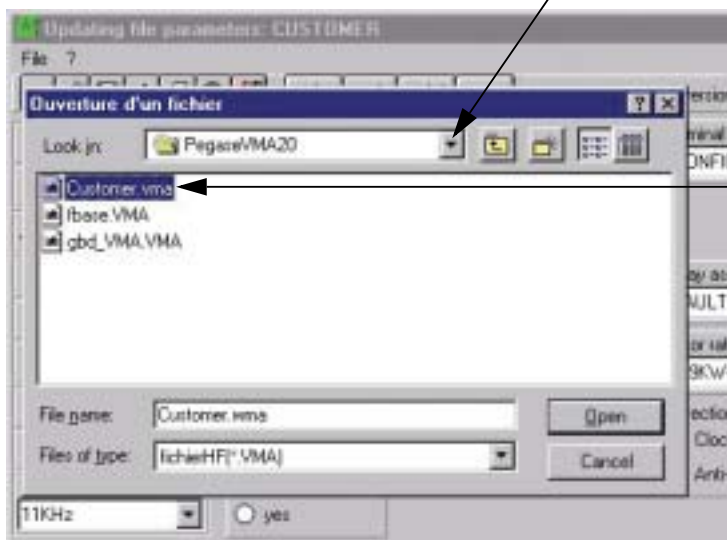 Updating file parameters: CUSTOMER
File ?
Ouverture d'un fichier
Look in: PegaseVMA20
Customer.vma
fbase.VMA
gbd_VMA.VMA
File name: Customer.vma
Open
Files of type: fichierHF(*.VMA)
Cancel
11KHz
yes